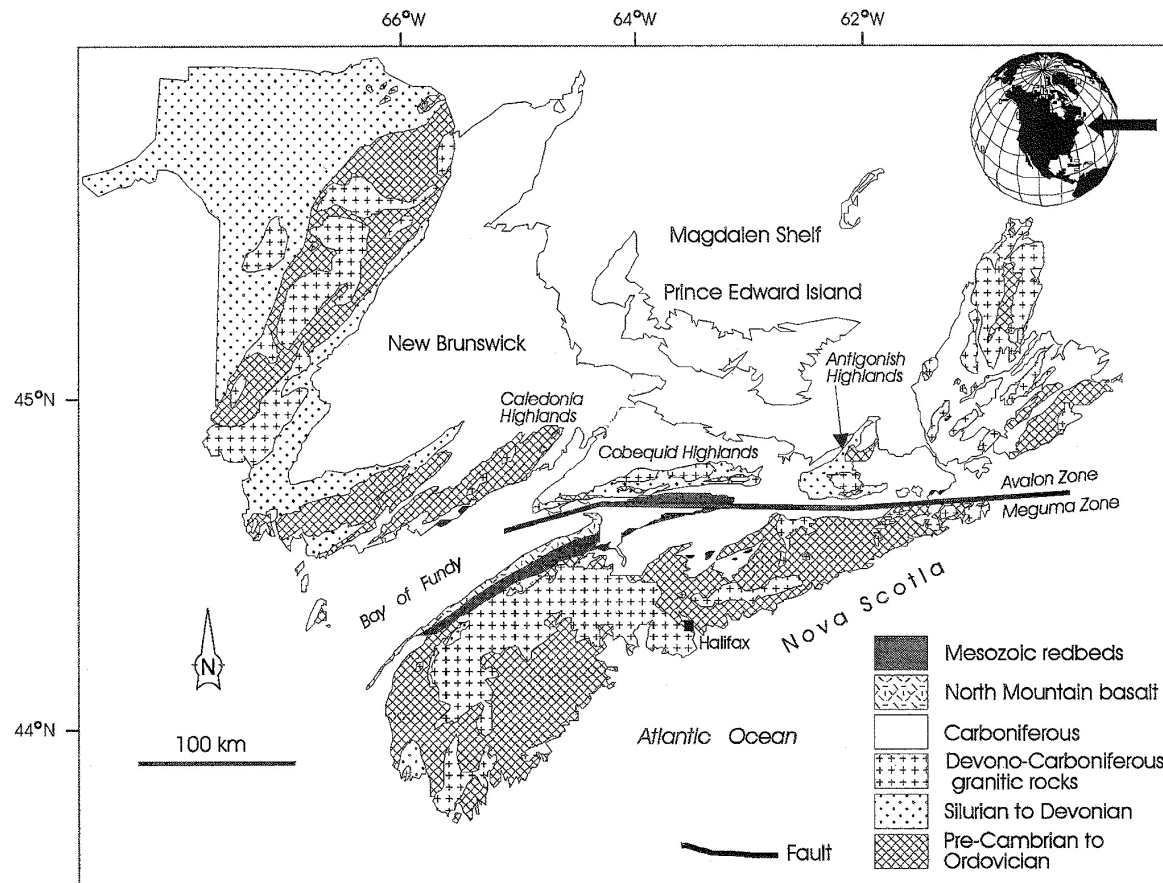 66°W
64°W
62°W
45°N
44°N
Magdalen Shelf
Prince Edward Island
New Brunswick
Antigonish
Highlands
Caledonia
Highlands
Cobequid Highlands
Avalon Zone
Meguma Zone
Bay of Fundy
Nova Scotia
Halifax
N
100 km
Atlantic Ocean
Mesozoic redbeds
North Mountain basalt
Carboniferous
Devono-Carboniferous
granitic rocks
Silurian to Devonian
Pre-Cambrian to
Ordovician
Fault